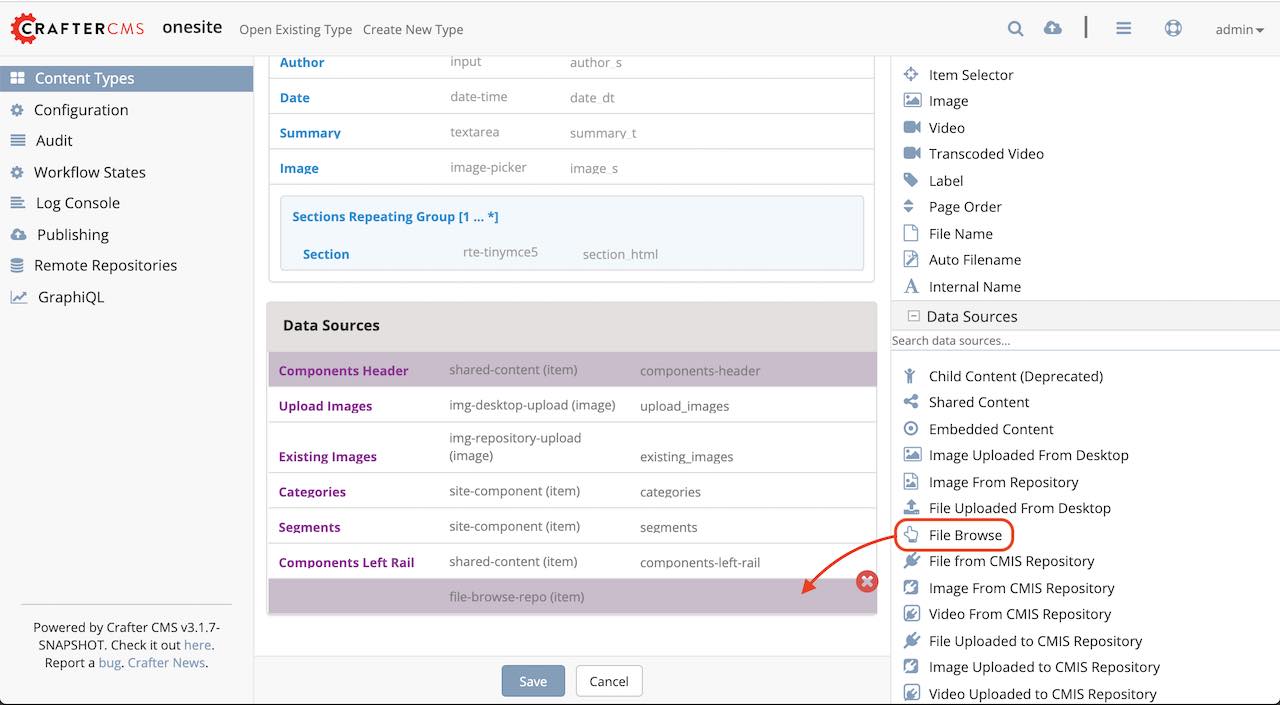 CRAFTERCMS onesite Open Existing Type Create New Type admin
Content Types
Configuration
Audit
Workflow States
Log Console
Publishing
Remote Repositories
GraphiQL
Powered by Crafter CMS v3.1.7-
SNAPSHOT. Check it out here.
Report a bug. Crafter News.
Author input author_s
Date date-time date_dt
Summary textarea summary_t
Image image-picker image_s
Sections Repeating Group [1 ... *]
Section rte-tinymce5 section_html
Data Sources
Components Header shared-content (item) components-header
Upload Images img-desktop-upload (image) upload_images
img-repository-upload
Existing Images (image) existing_images
Categories site-component (item) categories
Segments site-component (item) segments
Components Left Rail shared-content (item) components-left-rail
file-browse-repo (item)
Save Cancel
Item Selector
Image
Video
Transcoded Video
Label
Page Order
File Name
Auto Filename
Internal Name
Data Sources
Search data sources...
Child Content (Deprecated)
Shared Content
Embedded Content
Image Uploaded From Desktop
Image From Repository
File Uploaded From Desktop
File Browse
File from CMIS Repository
Image From CMIS Repository
Video From CMIS Repository
File Uploaded to CMIS Repository
Image Uploaded to CMIS Repository
Video Uploaded to CMIS Repository